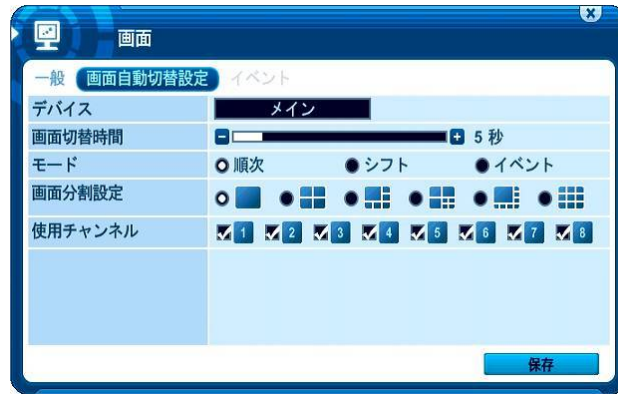 画面
一般 画面自動切替設定 イベント
デバイス メイン
画面切替時間 5 秒
モード 順次 シフト イベント
画面分割設定
使用チャンネル 1 2 3 4 5 6 7 8
保存